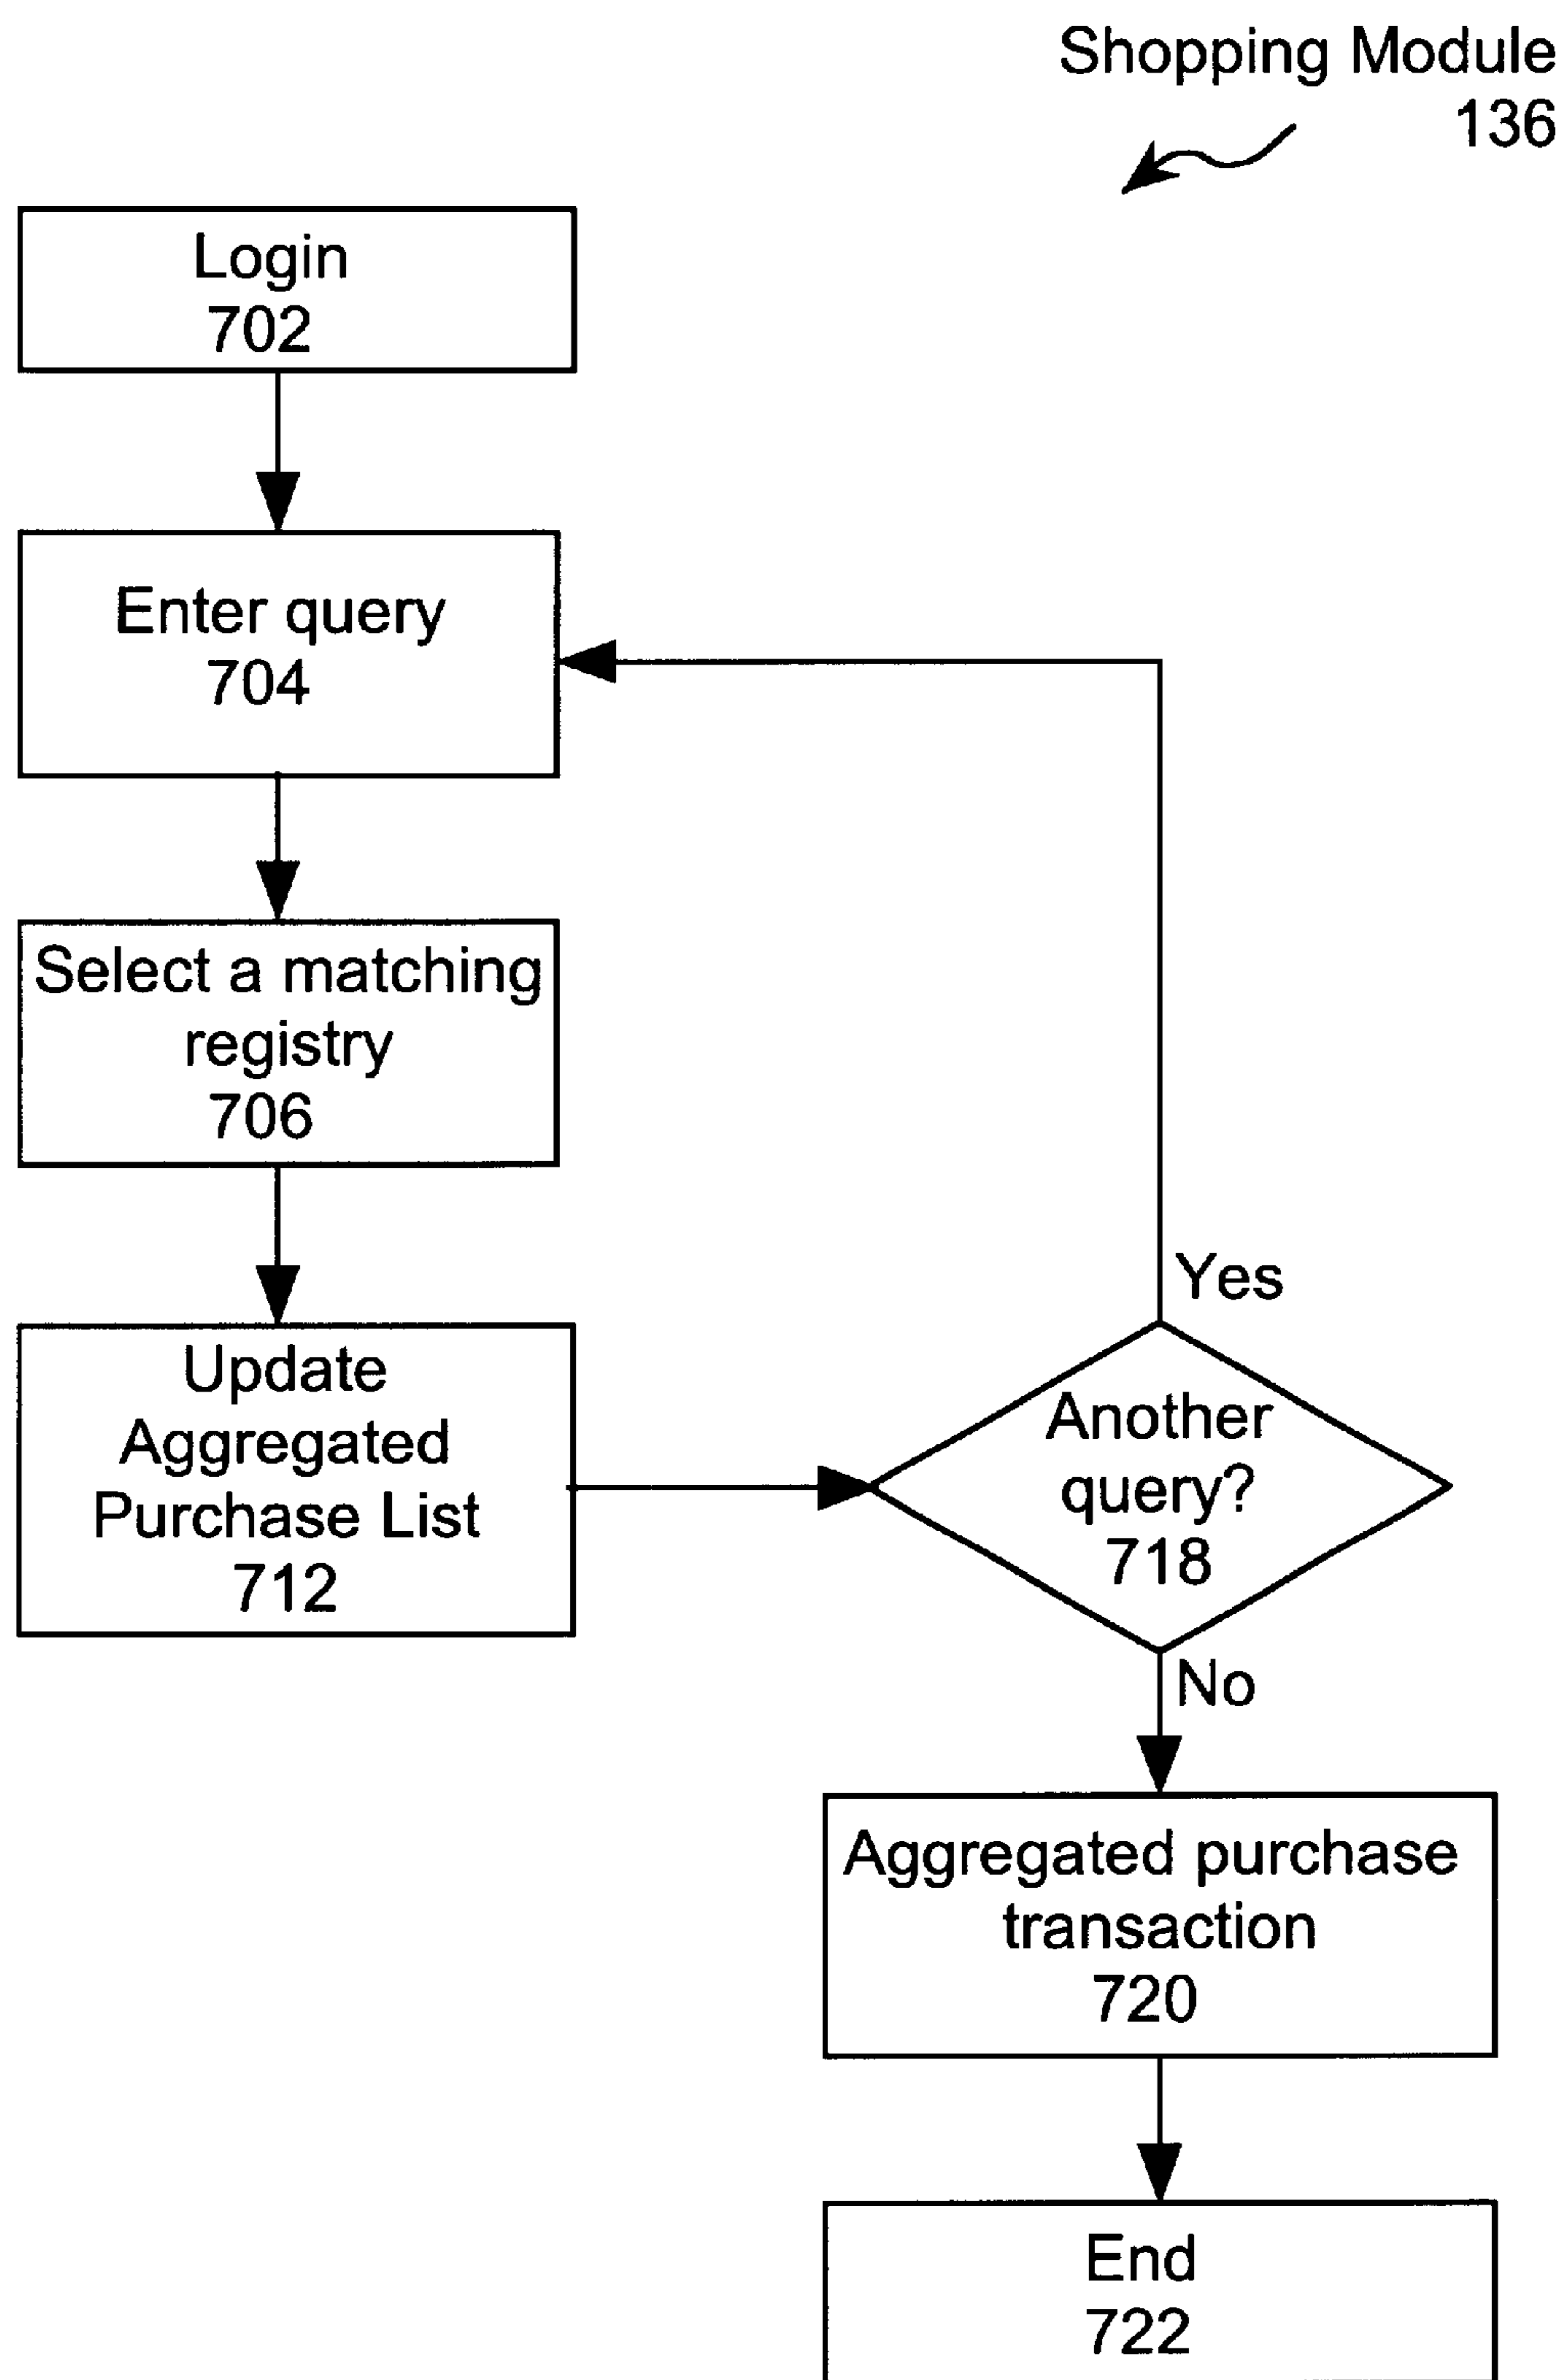 Shopping Module
136
Login
702
Enter query
704
Select a matching
registry
706
Update
Aggregated
Purchase List
712
Yes
Another
query?
718
No
Aggregated purchase
transaction
720
End
722